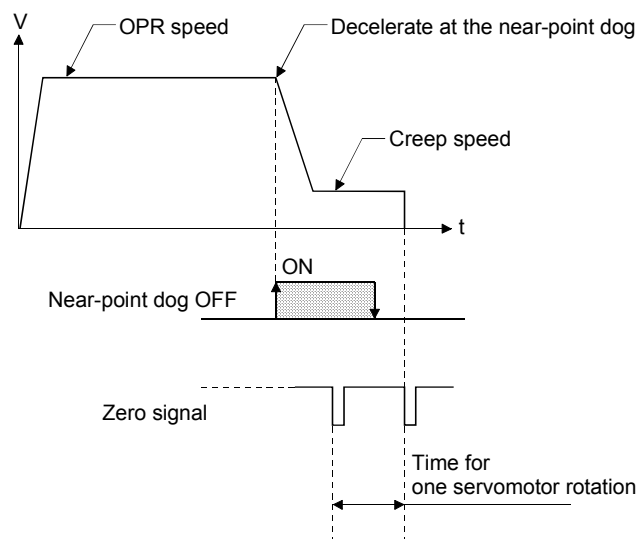 V
OPR speed
Decelerate at the near-point dog
Creep speed
t
ON
Near-point dog OFF
Zero signal
Time for
one servomotor rotation